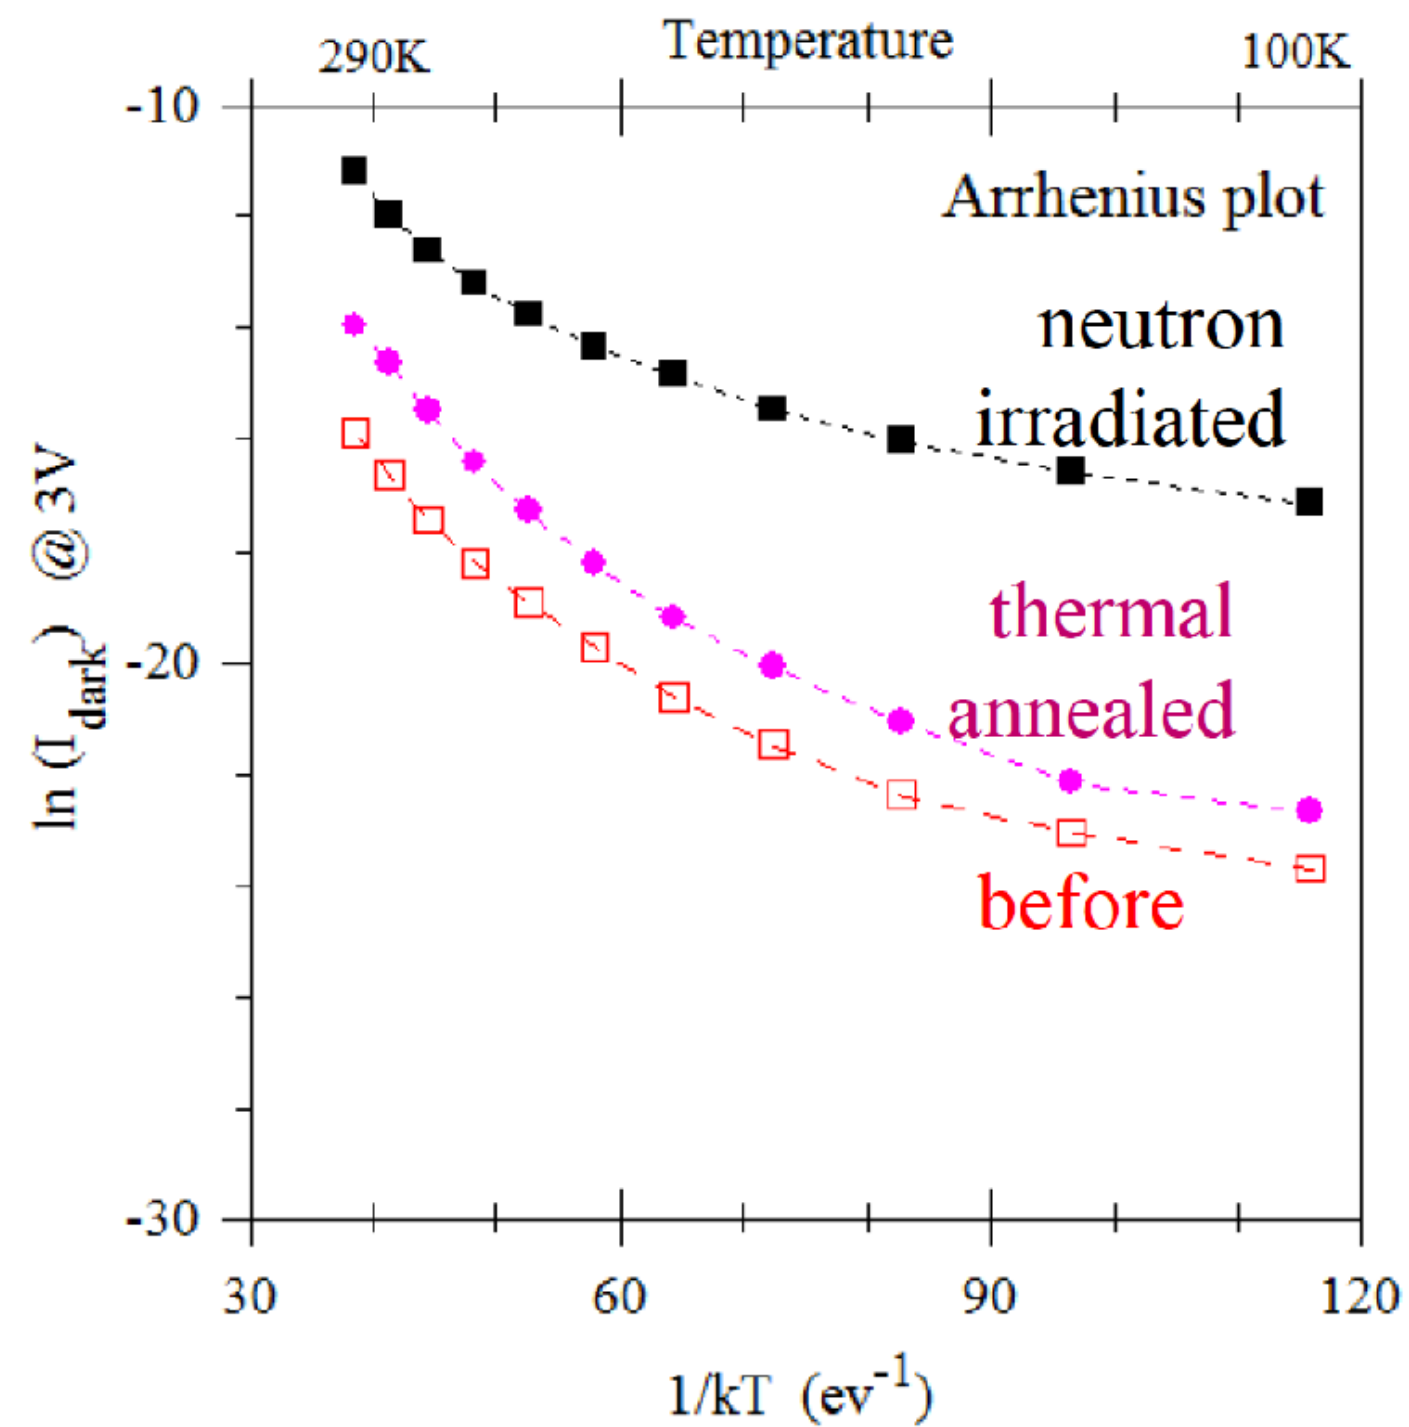 Temperature
290K
100K
-10
Arrhenius plot
neutron
irradiated
ln (I_dark) @ 3V
-20
thermal
annealed
before
-30
30 60 90 120
1/kT (ev^-1)